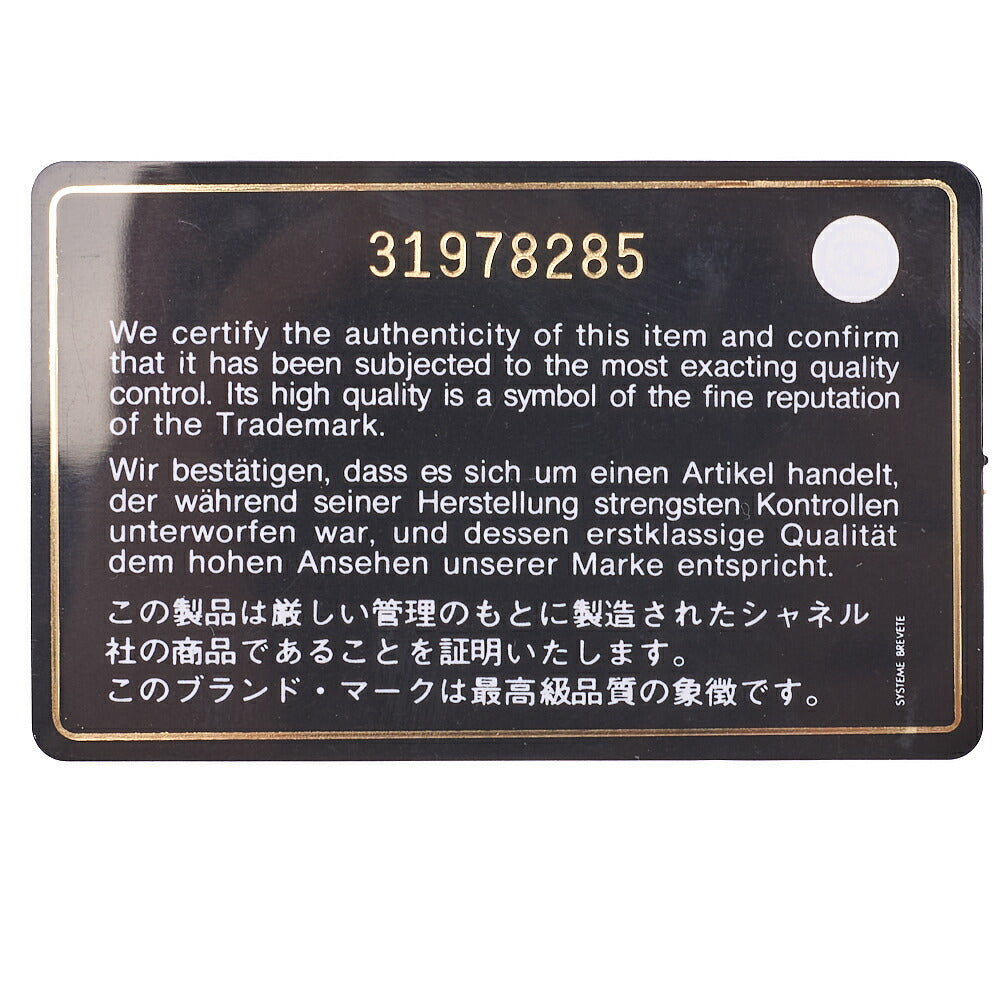 31978285
We certify the authenticity of this item and confirm
that it has been subjected to the most exacting quality
control. Its high quality is a symbol of the fine reputation
of the Trademark.
Wir bestätigen, dass es sich um einen Artikel handelt,
der während seiner Herstellung strengsten Kontrollen
unterworfen war, und dessen erstklassige Qualität
dem hohen Ansehen unserer Marke entspricht.
この製品は厳しい管理のもとに製造されたシャネル
社の商品であることを証明いたします。
このブランド・マークは最高級品質の象徴です。
SYSTEME BREVETE